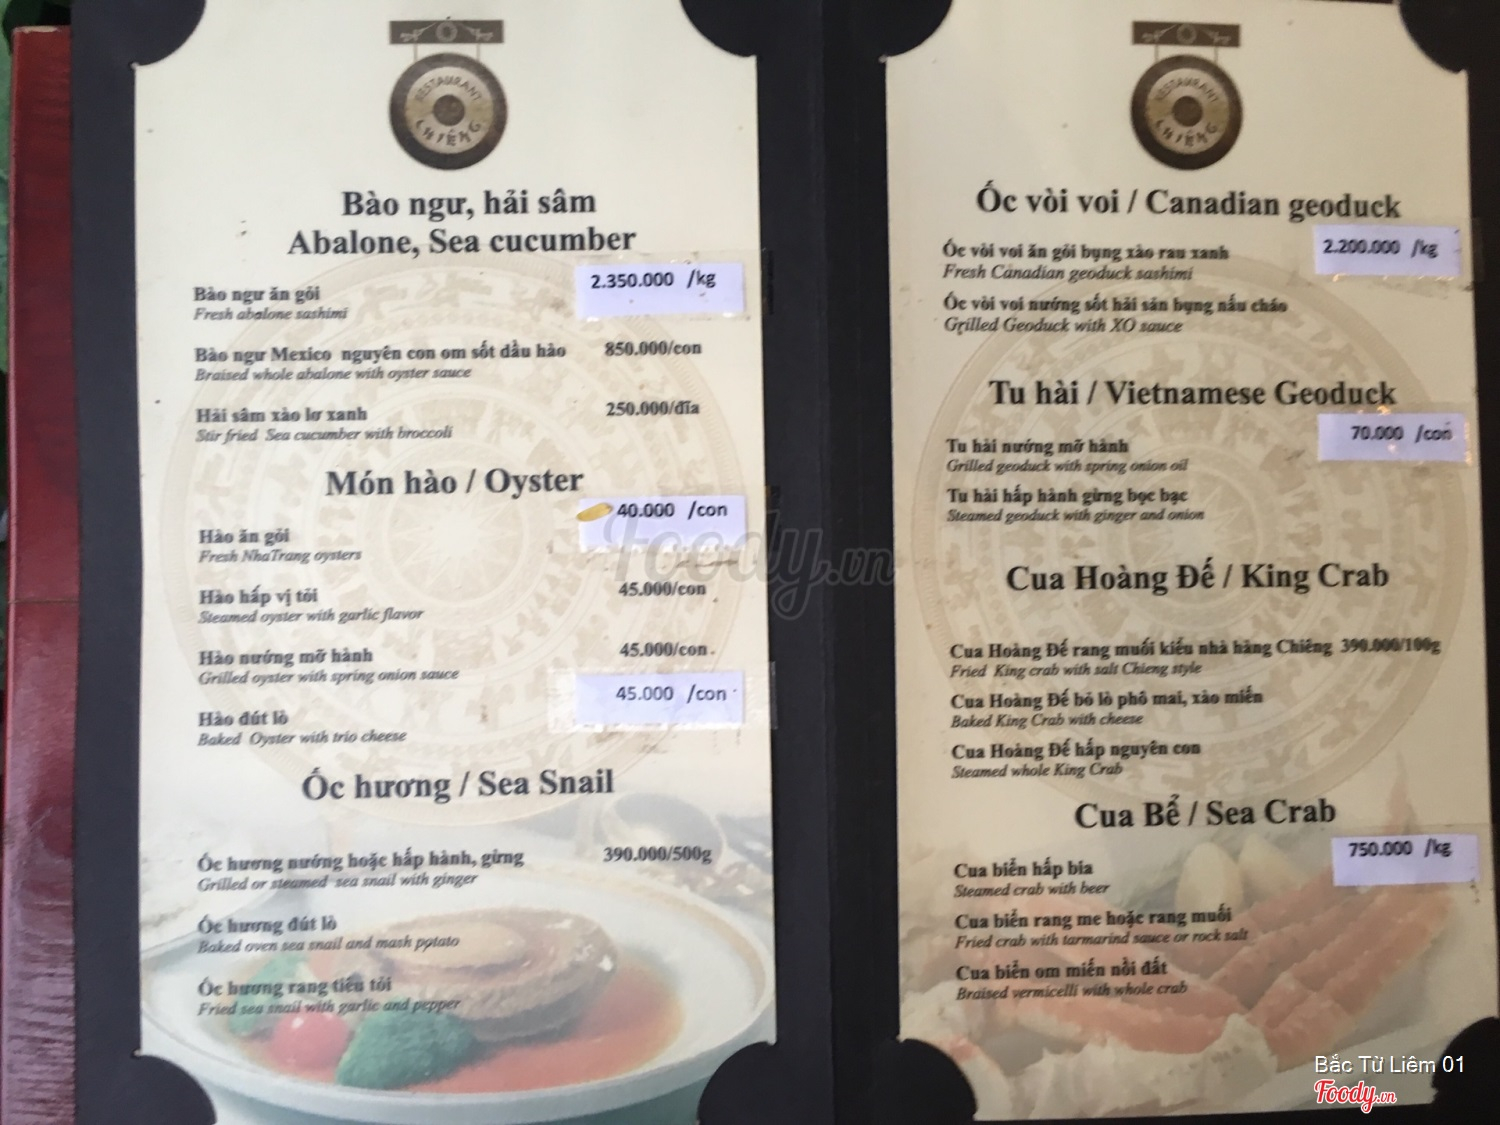 RESTAURANT
CHIÊNG
Bào ngư, hải sâm
Abalone, Sea cucumber
2.350.000 /kg
Bào ngư ăn gỏi
Fresh abalone sashimi
Bào ngư Mexico nguyên con om sốt dầu hào 850.000/con
Braised whole abalone with oyster sauce
Hải sâm xào lơ xanh 250.000/đĩa
Stir fried Sea cucumber with broccoli
Món hào / Oyster
40.000 /con
Hào ăn gỏi
Fresh NhaTrang oysters
Hào hấp vị tỏi 45.000/con
Steamed oyster with garlic flavor
Hào nướng mỡ hành 45.000/con
Grilled oyster with spring onion sauce
45.000 /con
Hào đút lò
Baked Oyster with trio cheese
Ốc hương / Sea Snail
Ốc hương nướng hoặc hấp hành, gừng 390.000/500g
Grilled or steamed sea snail with ginger
Ốc hương đút lò
Baked oven sea snail and mash potato
Ốc hương rang tiêu tỏi
Fried sea snail with garlic and pepper
RESTAURANT
CHIÊNG
Ốc vòi voi / Canadian geoduck
Ốc vòi voi ăn gỏi bụng xào rau xanh 2.200.000 /kg
Fresh Canadian geoduck sashimi
Ốc vòi voi nướng sốt hải sản bụng nấu cháo
Grilled Geoduck with XO sauce
Tu hài / Vietnamese Geoduck
70.000 /con
Tu hài nướng mỡ hành
Grilled geoduck with spring onion oil
Tu hài hấp hành gừng bọc bạc
Steamed geoduck with ginger and onion
Cua Hoàng Đế / King Crab
Cua Hoàng Đế rang muối kiểu nhà hàng Chiêng 390.000/100g
Fried King crab with salt Chieng style
Cua Hoàng Đế bỏ lò phô mai, xào miến
Baked King Crab with cheese
Cua Hoàng Đế hấp nguyên con
Steamed whole King Crab
Cua Bể / Sea Crab
750.000 /kg
Cua biển hấp bia
Steamed crab with beer
Cua biển rang me hoặc rang muối
Fried crab with tarmarind sauce or rock salt
Cua biển om miến nồi đất
Braised vermicelli with whole crab
Foody.vn
Bắc Từ Liêm 01
Foody.vn